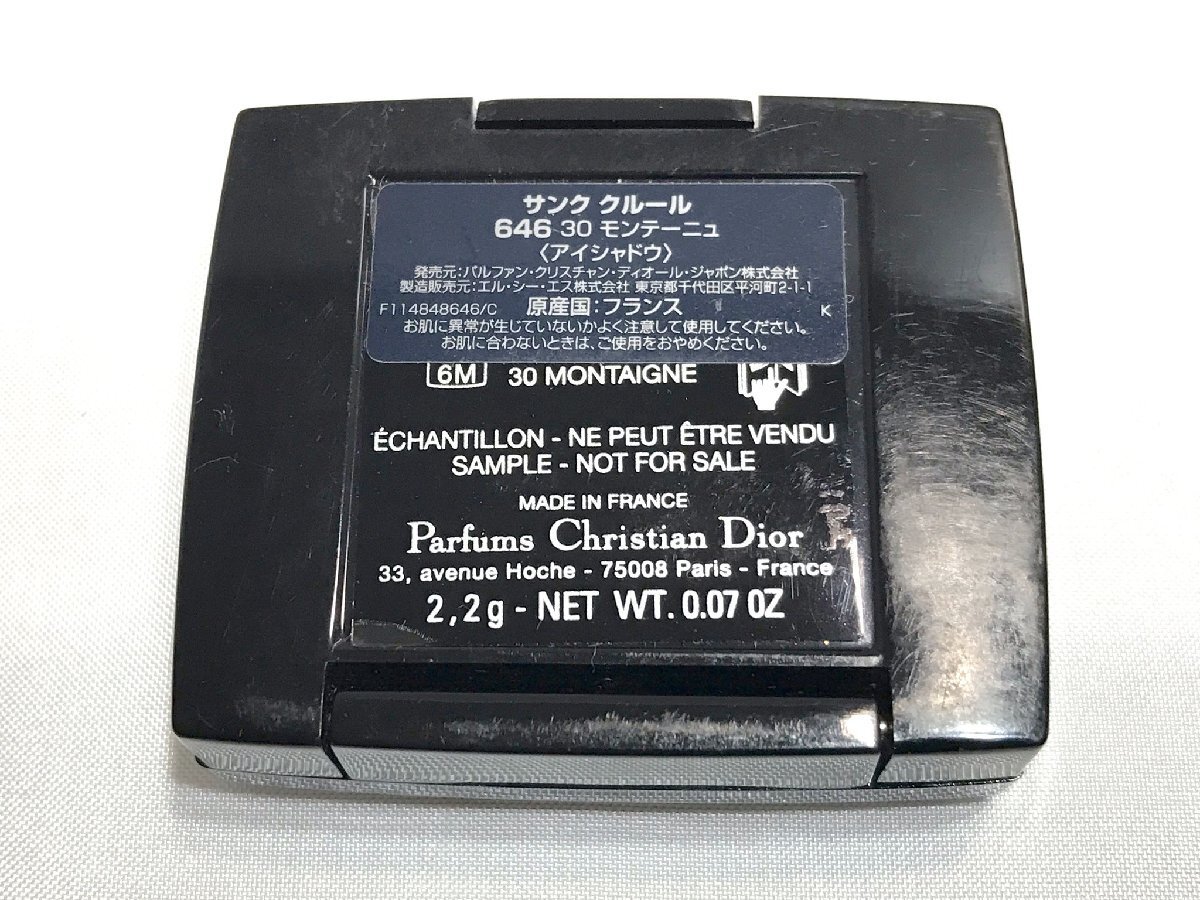 サンク クルール
646 30 モンテーニュ
〈アイシャドウ〉
発売元:パルファン・クリスチャン・ディオール・ジャポン株式会社
製造販売元:エル・シー・エス株式会社 東京都千代田区平河町2-1-1
F114848646/C 原産国:フランス K
お肌に異常が生じていないかよく注意して使用してください。
お肌に合わないときは、ご使用をおやめください。
6M 30 MONTAIGNE
ÉCHANTILLON - NE PEUT ÊTRE VENDU
SAMPLE - NOT FOR SALE
MADE IN FRANCE
Parfums Christian Dior
33, avenue Hoche - 75008 Paris - France
2,2g - NET WT. 0.07 OZ